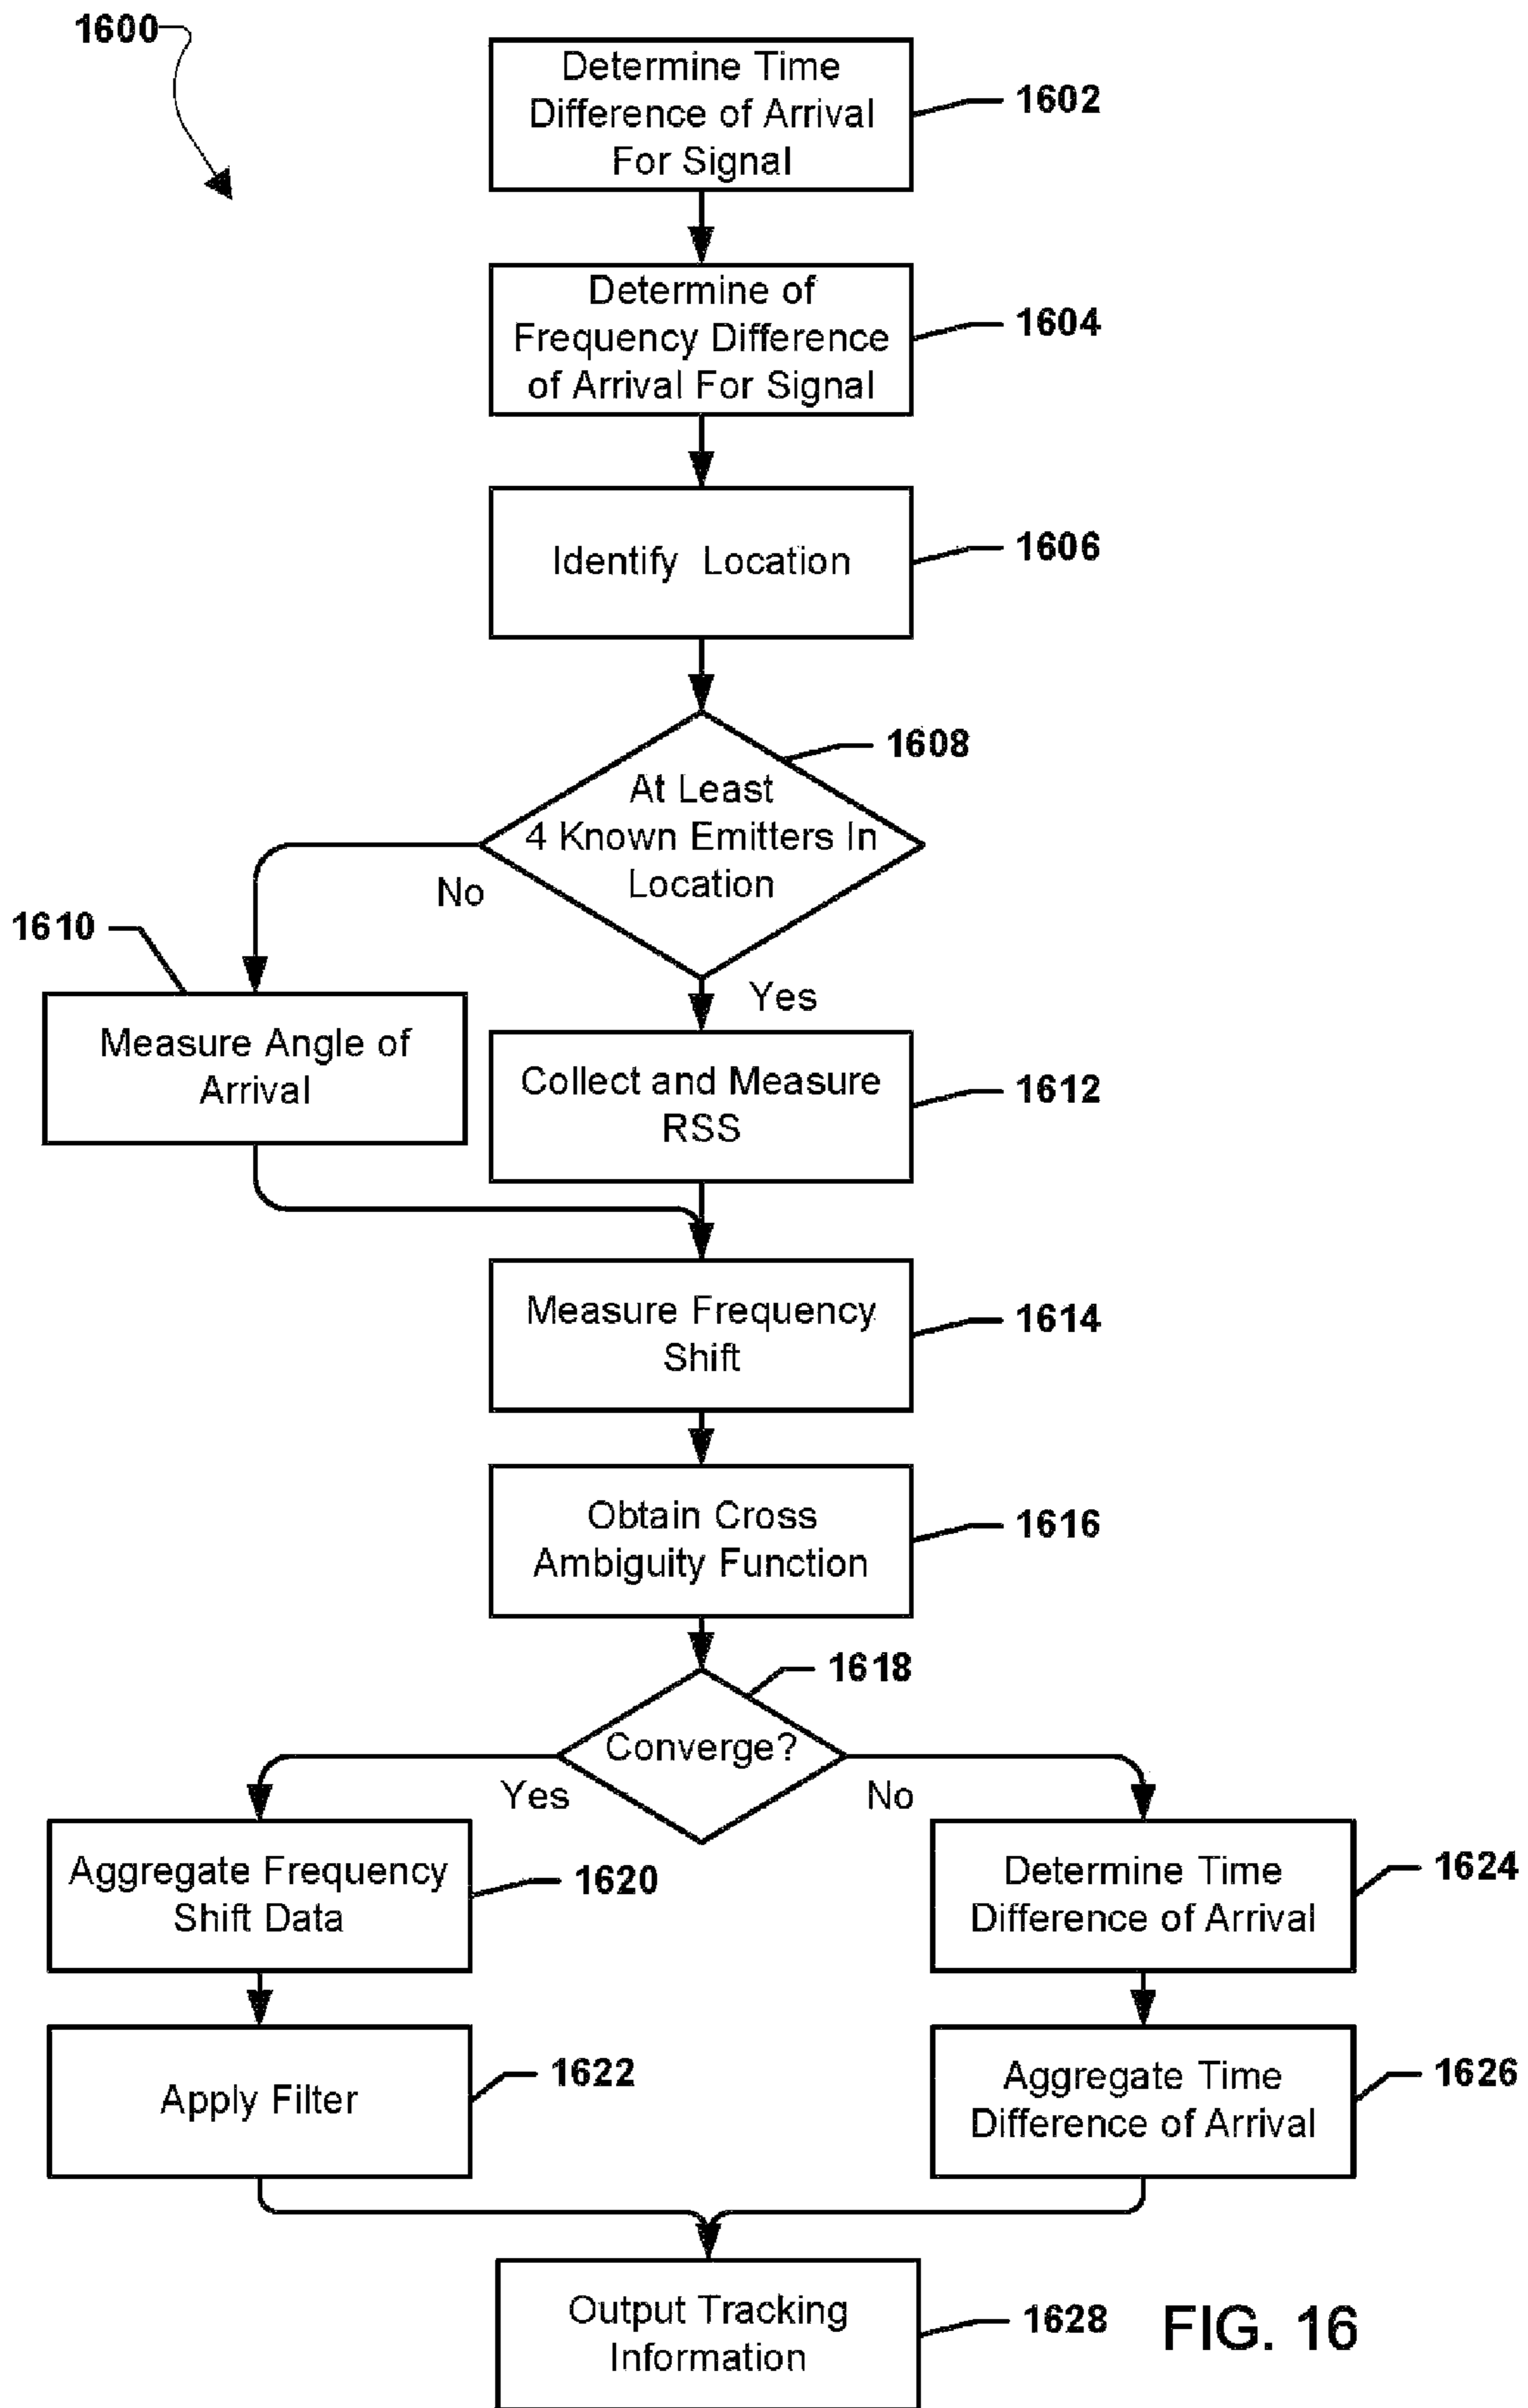 1600
Determine Time
Difference of Arrival
For Signal
1602
Determine of
Frequency Difference
of Arrival For Signal
1604
Identify Location
1606
1608
At Least
4 Known Emitters In
Location
No
Yes
1610
Measure Angle of
Arrival
Collect and Measure
RSS
1612
Measure Frequency
Shift
1614
Obtain Cross
Ambiguity Function
1616
1618
Converge?
Yes
No
Aggregate Frequency
Shift Data
1620
Determine Time
Difference of Arrival
1624
Apply Filter
1622
Aggregate Time
Difference of Arrival
1626
Output Tracking
Information
1628
FIG. 16